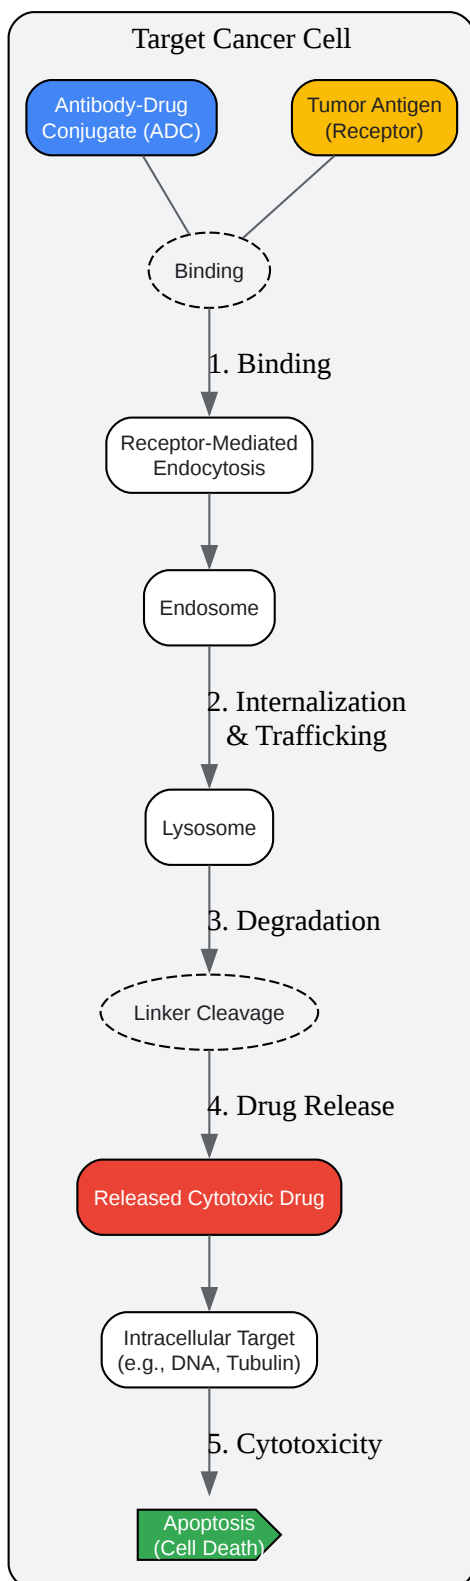 Target Cancer Cell
Antibody-Drug
Conjugate (ADC)
Tumor Antigen
(Receptor)
Binding
1. Binding
Receptor-Mediated
Endocytosis
Endosome
2. Internalization
& Trafficking
Lysosome
3. Degradation
Linker Cleavage
4. Drug Release
Released Cytotoxic Drug
Intracellular Target
(e.g., DNA, Tubulin)
5. Cytotoxicity
Apoptosis
(Cell Death)